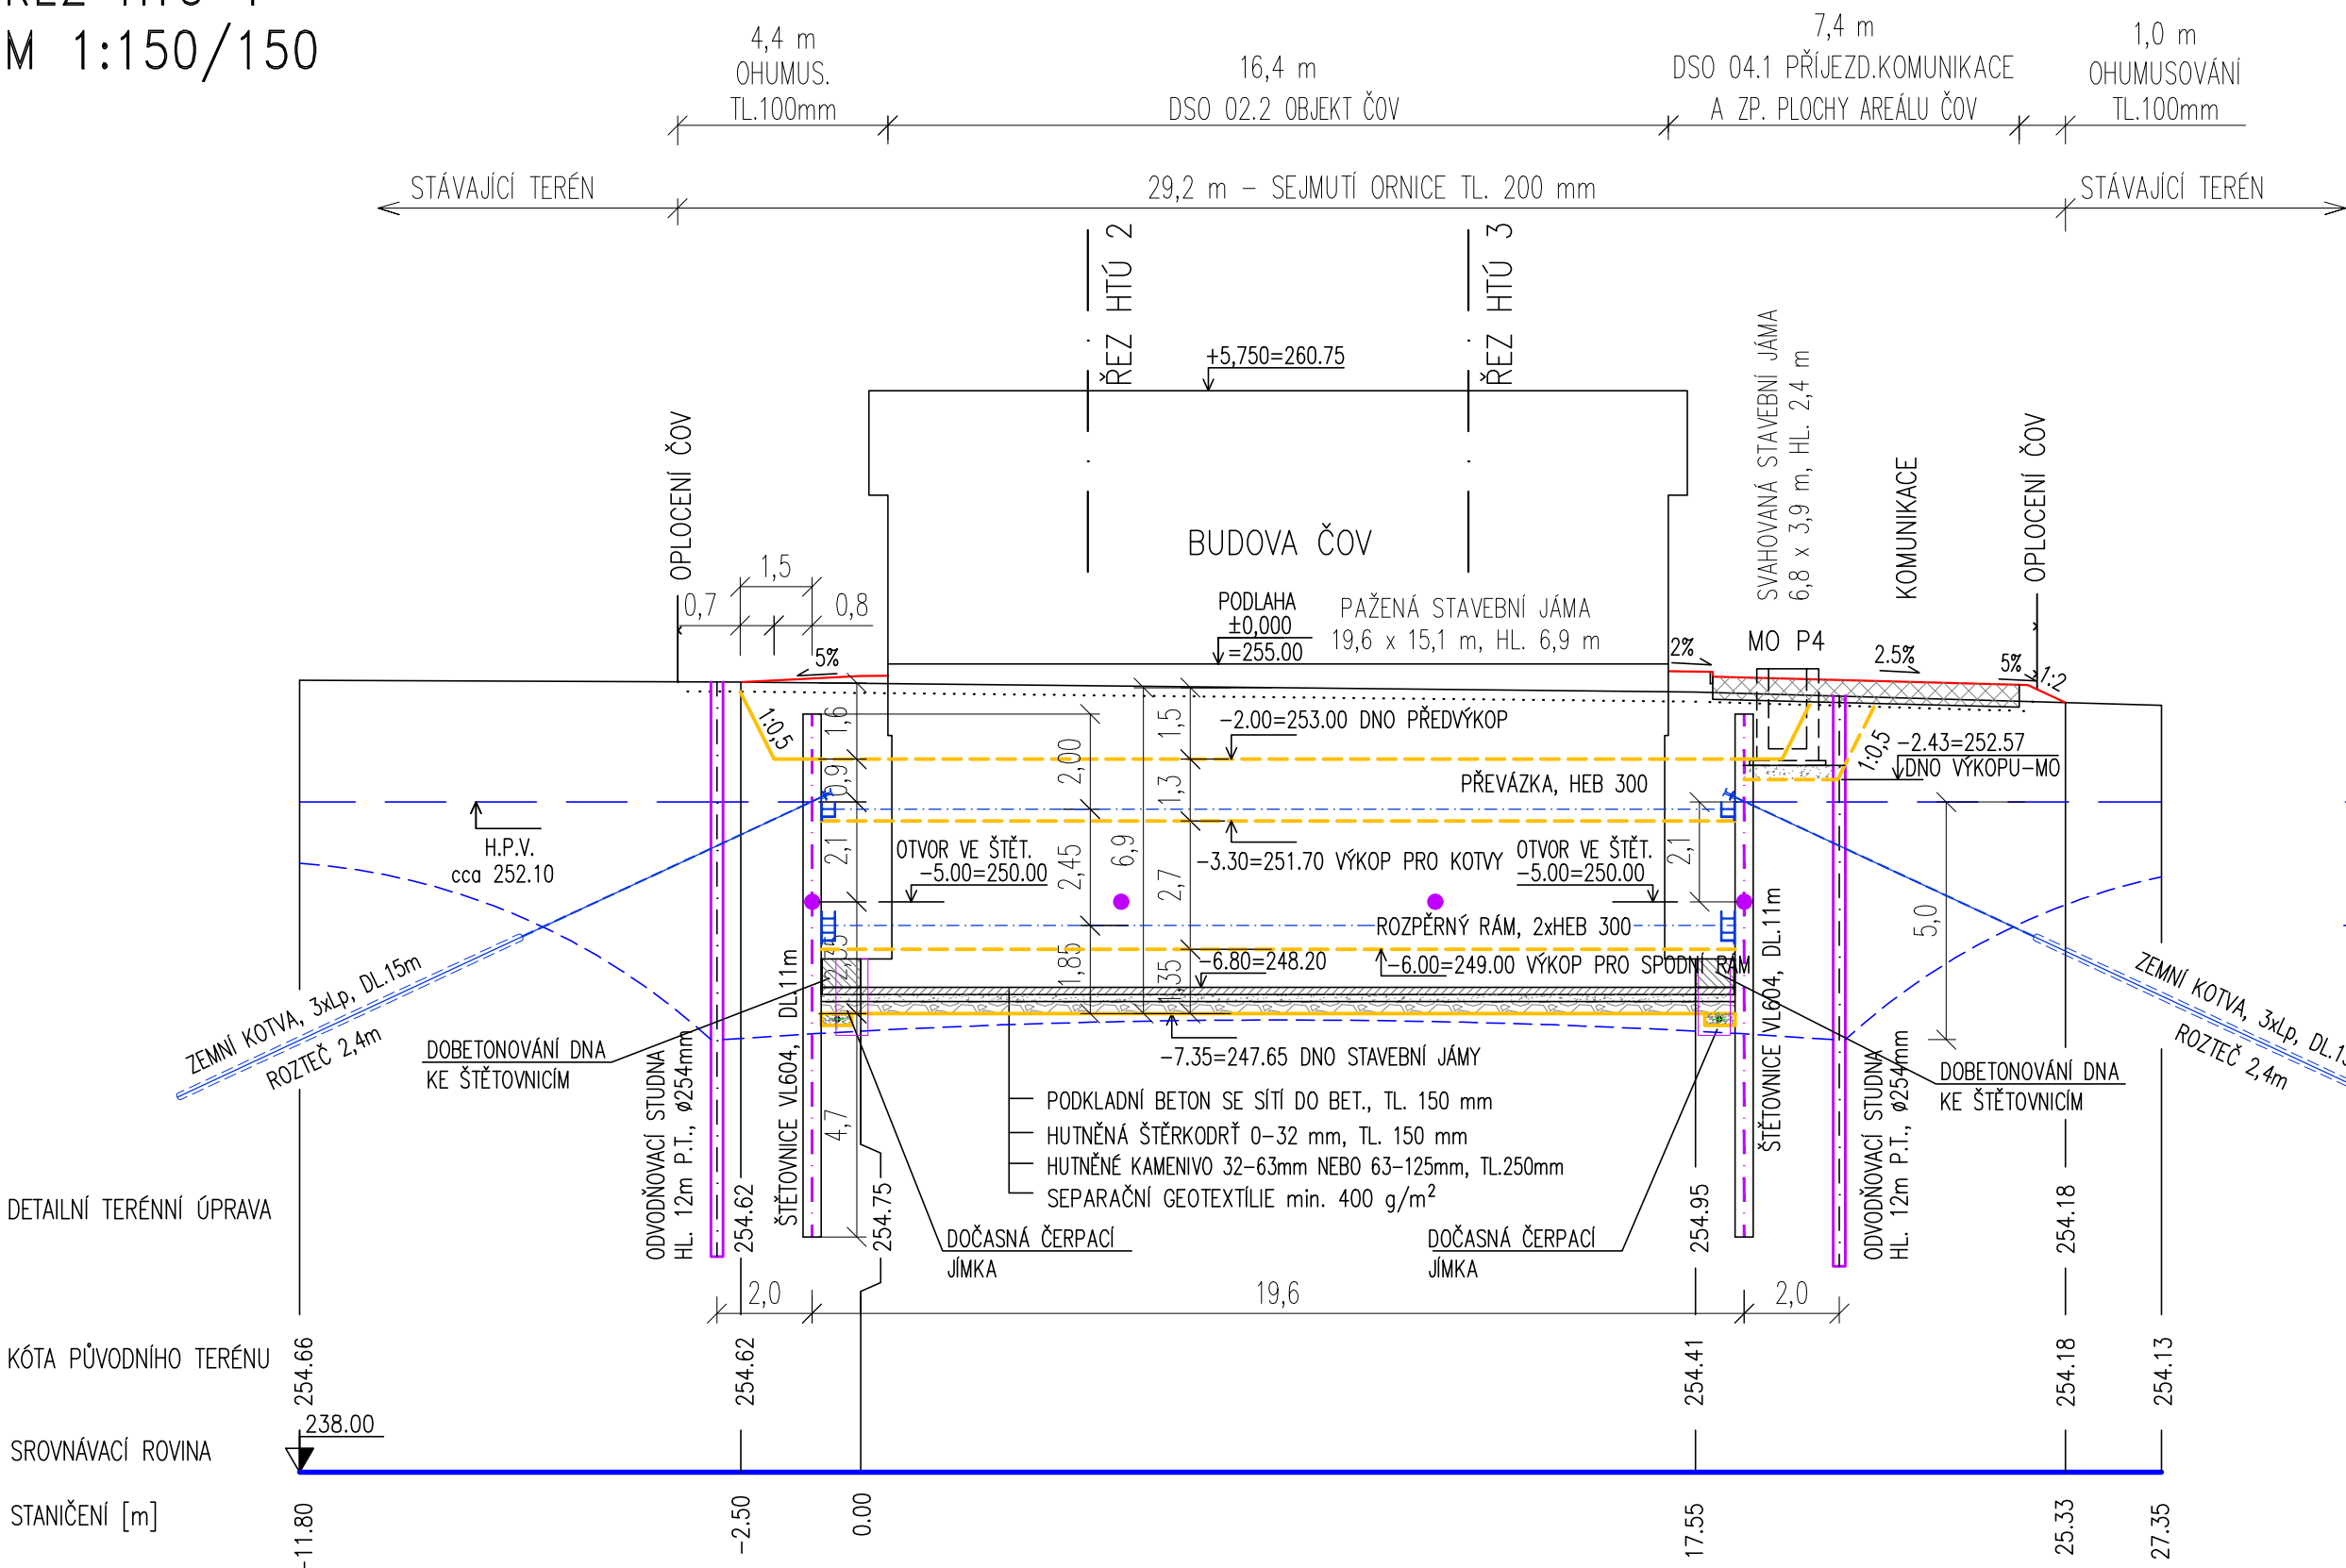 M 1:150/150
4,4 m
OHUMUS.
TL.100mm
16,4 m
DSO 02.2 OBJEKT ČOV
7,4 m
DSO 04.1 PŘÍJEZD.KOMUNIKACE
A ZP. PLOCHY AREÁLU ČOV
1,0 m
OHUMUSOVÁNÍ
TL.100mm
STÁVAJÍCÍ TERÉN
29,2 m – SEJMUTÍ ORNICE TL. 200 mm
STÁVAJÍCÍ TERÉN
ŘEZ HTÚ 2
ŘEZ HTÚ 3
+5,750=260.75
OPLOCENÍ ČOV
SVAHOVANÁ STAVEBNÍ JÁMA
6,8 x 3,9 m, HL. 2,4 m
KOMUNIKACE
OPLOCENÍ ČOV
BUDOVA ČOV
1,5
0,7
0,8
PODLAHA
±0,000
=255.00
PAŽENÁ STAVEBNÍ JÁMA
19,6 x 15,1 m, HL. 6,9 m
MO P4
5%
2%
2.5%
5%
1:2
1:0,5
1,6
0,9
2,1
2,00
2,45
1,85
6,9
1,5
1,3
2,7
1,35
-2.00=253.00 DNO PŘEDVÝKOP
-2.43=252.57
DNO VÝKOPU-MO
1:0,5
PŘEVÁZKA, HEB 300
H.P.V.
cca 252.10
OTVOR VE ŠTĚT.
-5.00=250.00
-3.30=251.70 VÝKOP PRO KOTVY
OTVOR VE ŠTĚT.
-5.00=250.00
2,1
5,0
ROZPĚRNÝ RÁM, 2xHEB 300
-6.80=248.20
-6.00=249.00 VÝKOP PRO SPODNÍ RÁM
ZEMNÍ KOTVA, 3xLp, DL.15m
ROZTEČ 2,4m
ZEMNÍ KOTVA, 3xLp,
ROZTEČ 2,4m
DOBETONOVÁNÍ DNA
KE ŠTĚTOVNICÍM
DOBETONOVÁNÍ DNA
KE ŠTĚTOVNICÍM
-7.35=247.65 DNO STAVEBNÍ JÁMY
PODKLADNÍ BETON SE SÍTÍ DO BET., TL. 150 mm
HUTNĚNÁ ŠTĚRKODRŤ 0-32 mm, TL. 150 mm
HUTNĚNÉ KAMENIVO 32-63mm NEBO 63-125mm, TL.250mm
SEPARAČNÍ GEOTEXTÍLIE min. 400 g/m²
ODVODŇOVACÍ STUDNA
HL. 12m P.T., ø254mm
ŠTĚTOVNICE VL604, DL.11m
4,7
ŠTĚTOVNICE VL604, DL.11m
ODVODŇOVACÍ STUDNA
HL. 12m P.T., ø254mm
DOČASNÁ ČERPACÍ
JÍMKA
DOČASNÁ ČERPACÍ
JÍMKA
DETAILNÍ TERÉNNÍ ÚPRAVA
254.62
254.75
254.95
254.18
2,0
19,6
2,0
KÓTA PŮVODNÍHO TERÉNU
254.66
254.62
254.41
254.18
254.13
238.00
SROVNÁVACÍ ROVINA
STANIČENÍ [m]
-11.80
-2.50
0.00
17.55
25.33
27.35